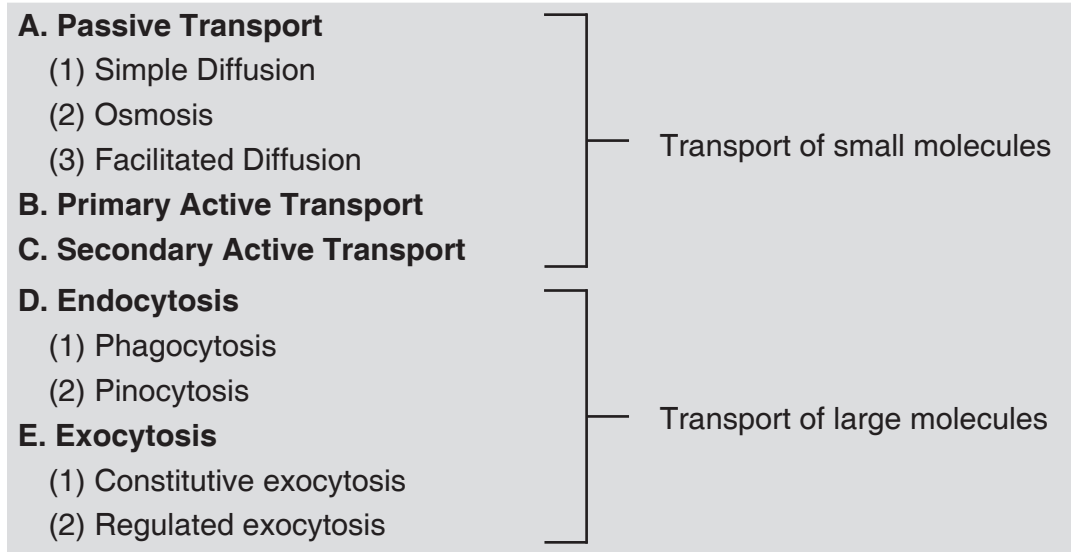 A. Passive Transport
(1) Simple Diffusion
(2) Osmosis
(3) Facilitated Diffusion
Transport of small molecules
B. Primary Active Transport
C. Secondary Active Transport
D. Endocytosis
(1) Phagocytosis
(2) Pinocytosis
Transport of large molecules
E. Exocytosis
(1) Constitutive exocytosis
(2) Regulated exocytosis